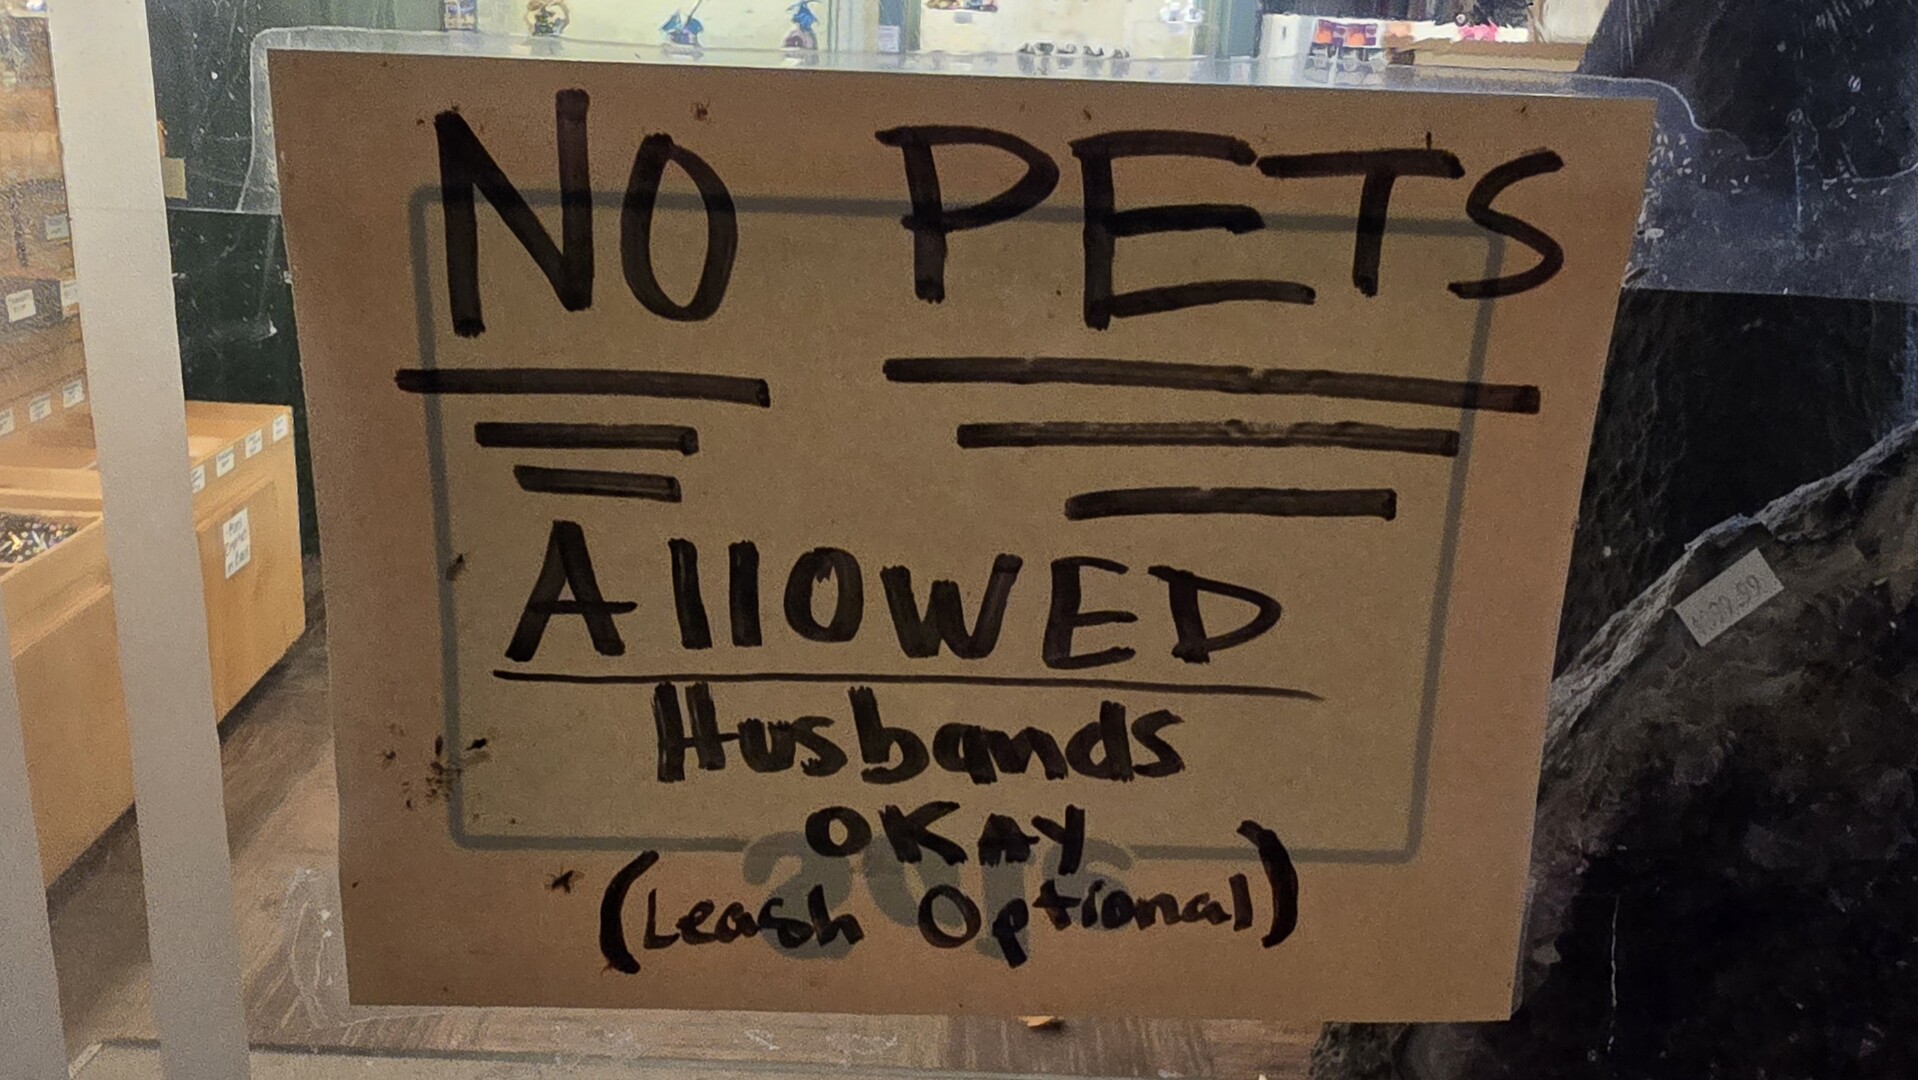 NO PETS
AllOWED
Husbands
OKAY
(Leash Optional)